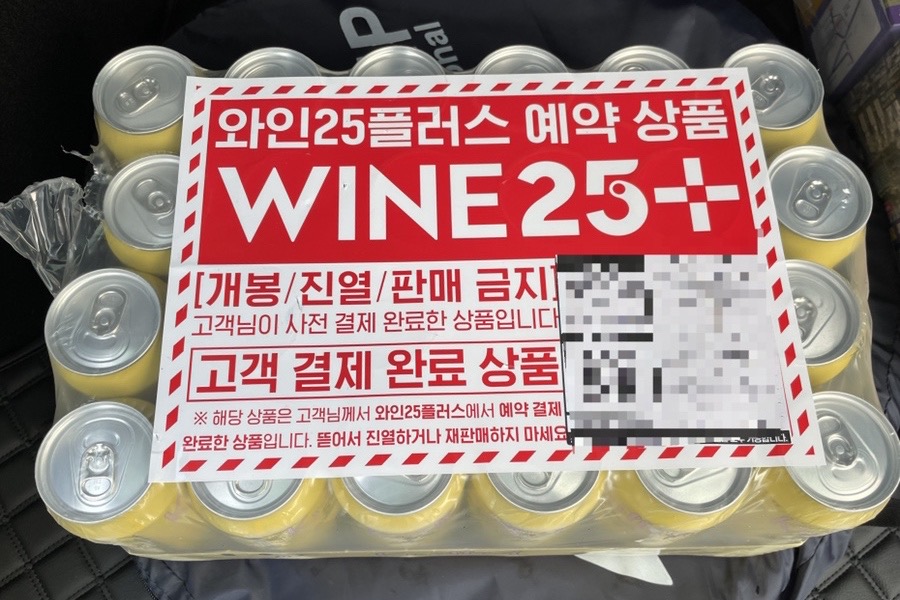 와인25플러스 예약 상품
WINE25+
[개봉/진열/판매 금지]
고객님이 사전 결제 완료한 상품입니다
고객 결제 완료 상품
※ 해당 상품은 고객님께서 와인25플러스에서 예약 결제
완료한 상품입니다. 뜯어서 진열하거나 재판매하지 마세요